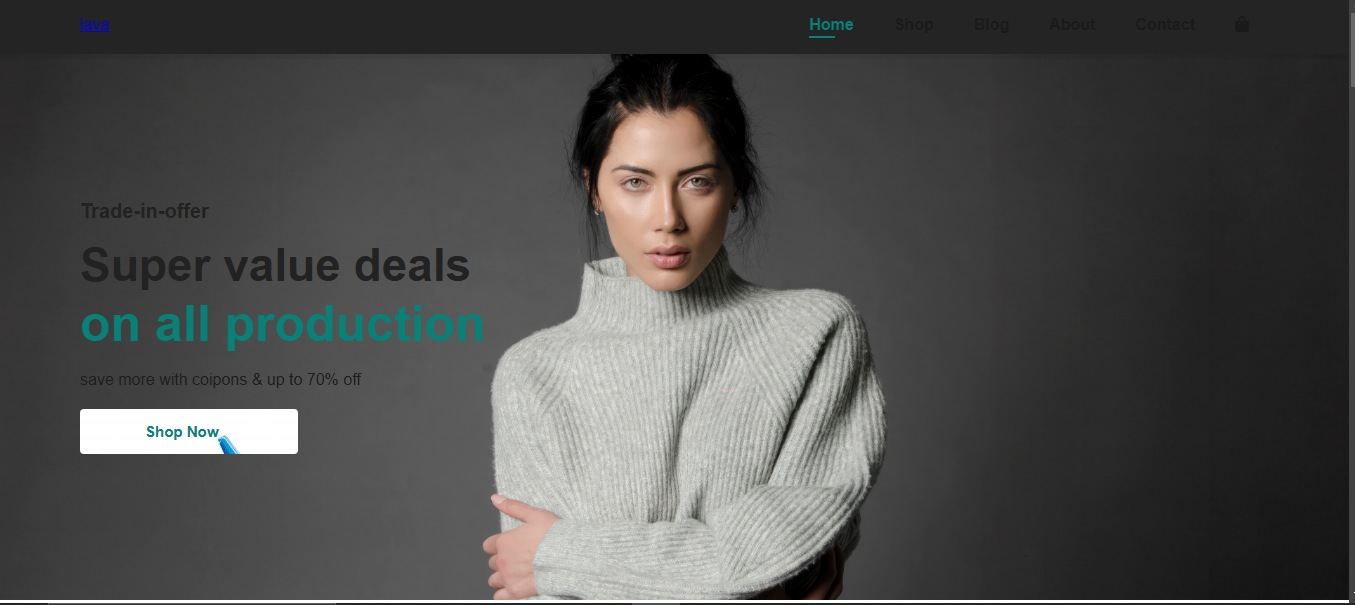 lava
Home Shop Blog About Contact
Trade-in-offer
Super value deals
on all production
save more with coipons & up to 70% off
Shop Now